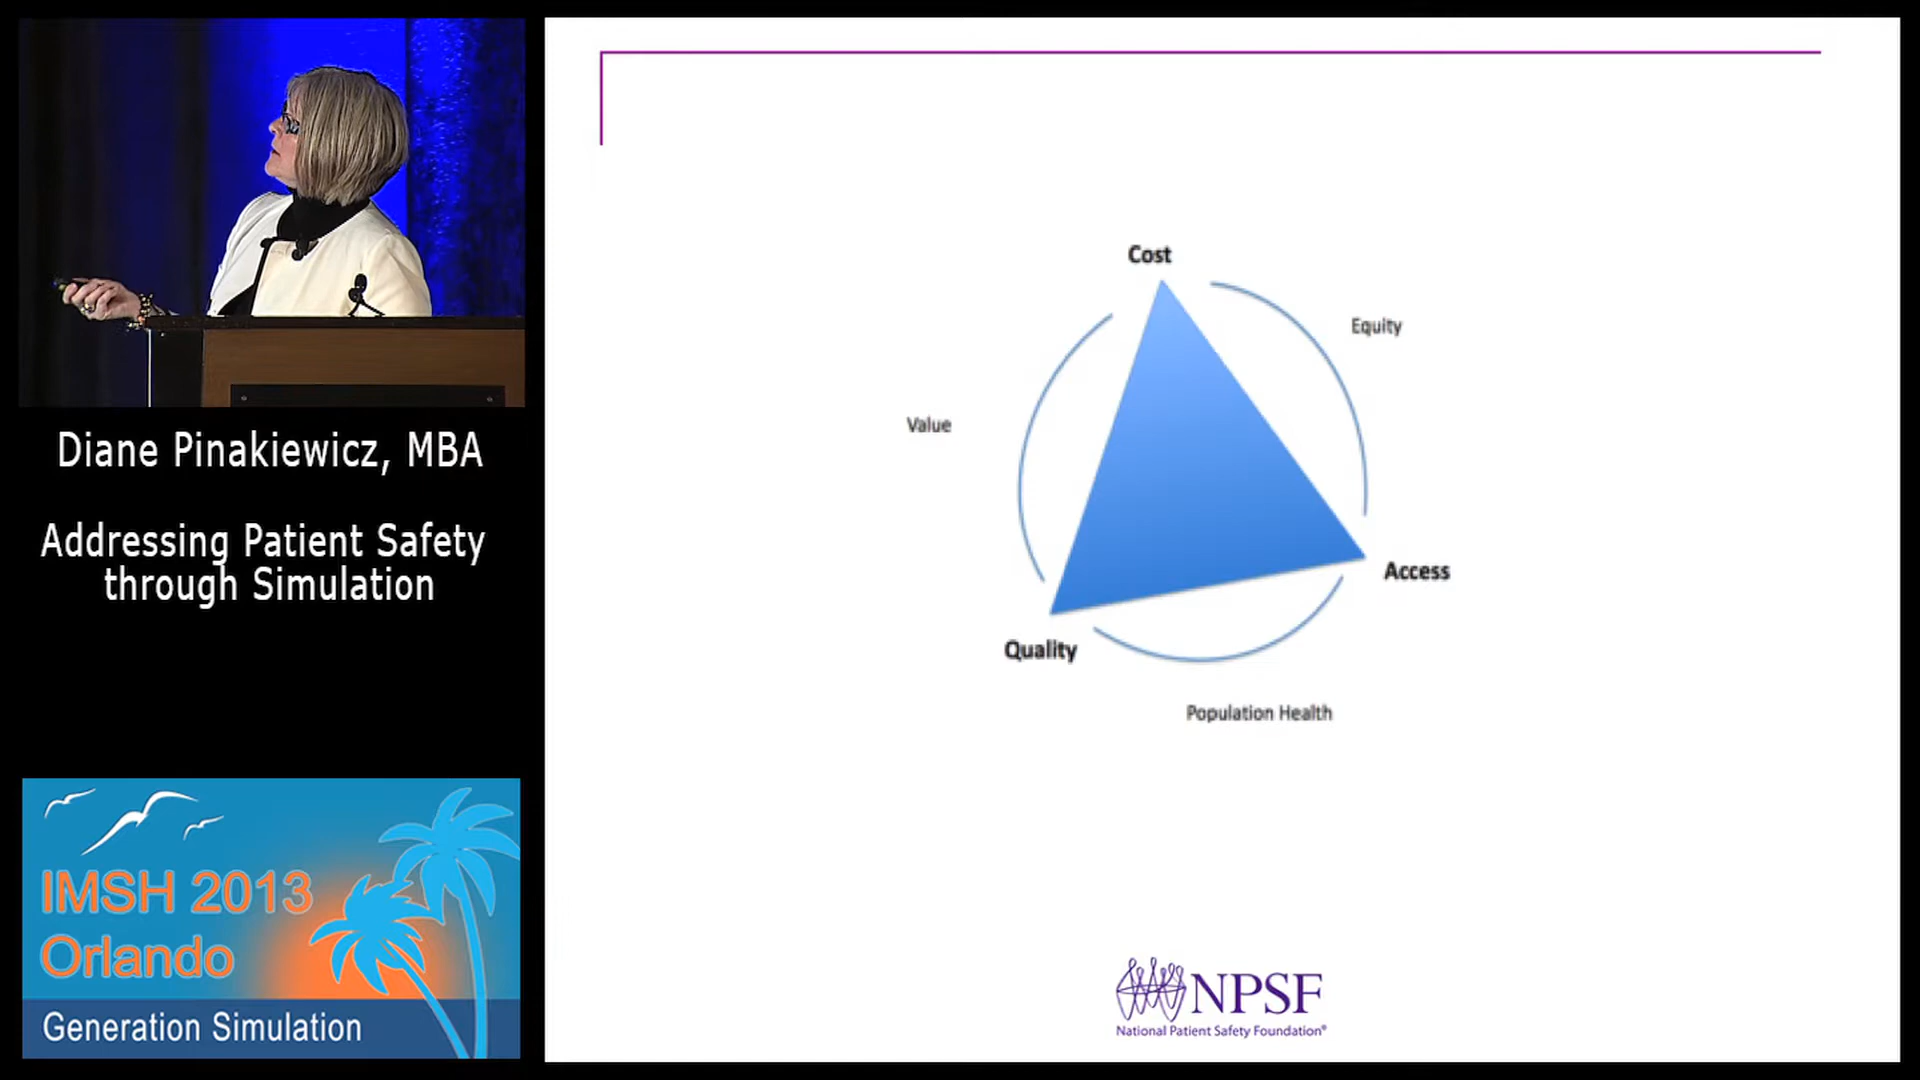 Diane Pinakiewicz, MBA
Addressing Patient Safety
through Simulation
IMSH 2013
Orlando
Generation Simulation
Cost
Equity
Value
Access
Quality
Population Health
NPSF
National Patient Safety Foundation®